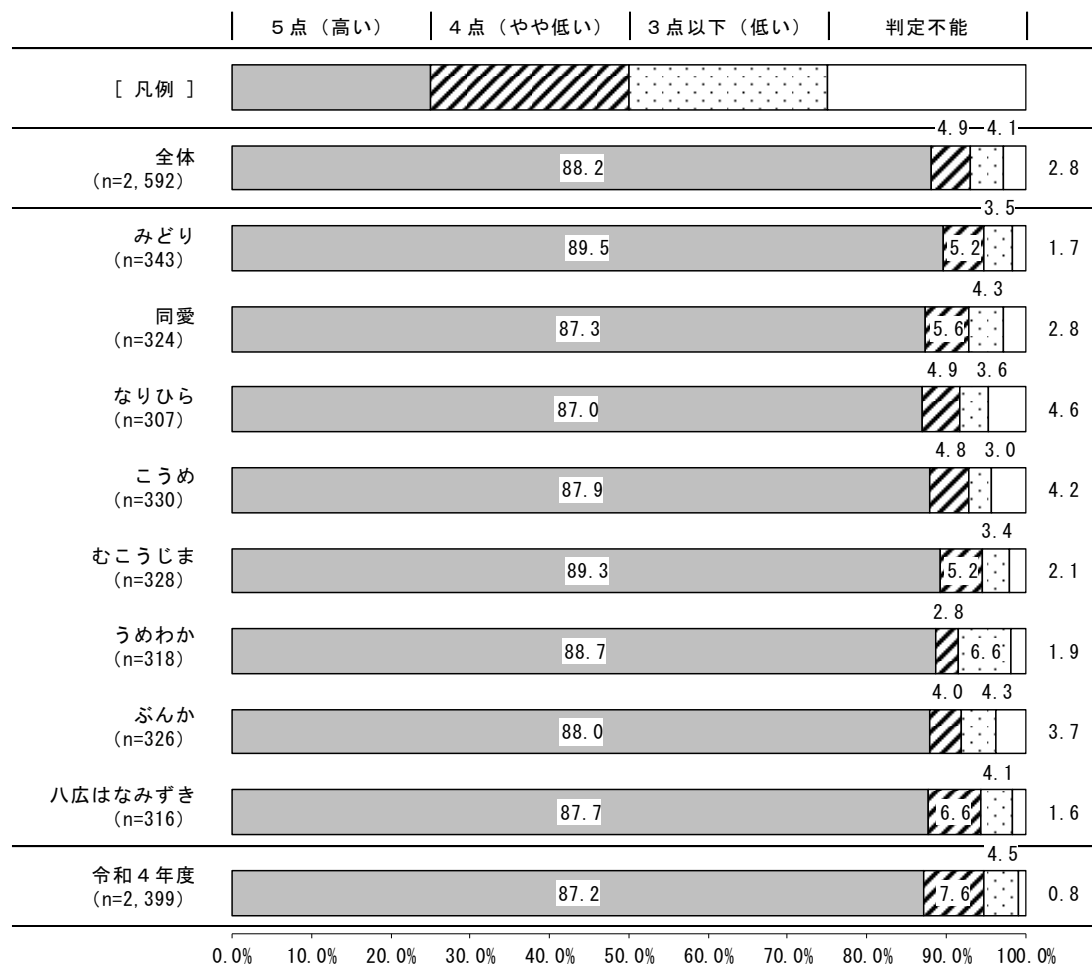 5点（高い） 4点（やや低い） 3点以下（低い） 判定不能
[ 凡例 ]
4.9 4.1
全体
(n=2,592)
88.2 2.8
3.5
みどり
(n=343)
89.5 5.2 1.7
4.3
同愛
(n=324)
87.3 5.6 2.8
4.9 3.6
なりひら
(n=307)
87.0 4.6
4.8 3.0
こうめ
(n=330)
87.9 4.2
3.4
むこうじま
(n=328)
89.3 5.2 2.1
2.8
うめわか
(n=318)
88.7 6.6 1.9
4.0 4.3
ぶんか
(n=326)
88.0 3.7
4.1
八広はなみずき
(n=316)
87.7 6.6 1.6
4.5
令和４年度
(n=2,399)
87.2 7.6 0.8
0.0% 10.0% 20.0% 30.0% 40.0% 50.0% 60.0% 70.0% 80.0% 90.0% 100.0%